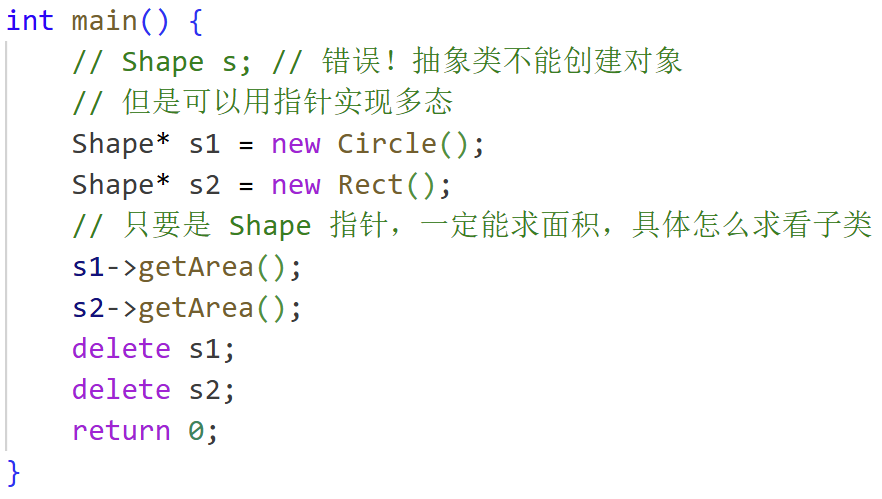 int main() {
    // Shape s; // 错误！抽象类不能创建对象
    // 但是可以用指针实现多态
    Shape* s1 = new Circle();
    Shape* s2 = new Rect();
    // 只要是 Shape 指针，一定能求面积，具体怎么求看子类
    s1->getArea();
    s2->getArea();
    delete s1;
    delete s2;
    return 0;
}